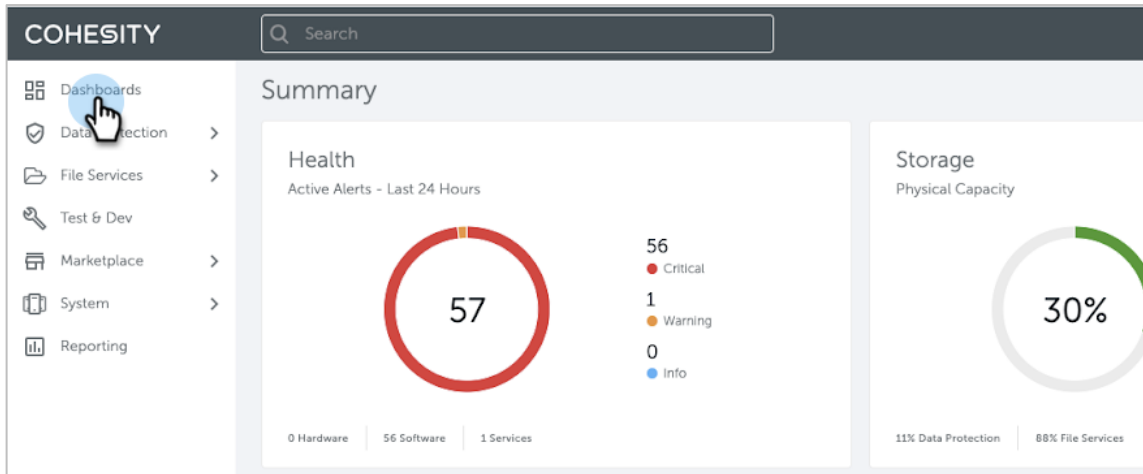 COHESITY
Search
Dashboards
Data
tection
File Services
Test & Dev
Marketplace
System
Reporting
Summary
Health
Active Alerts - Last 24 Hours
57
56
Critical
1
Warning
0
Info
0 Hardware
56 Software
1 Services
Storage
Physical Capacity
30%
11% Data Protection
88% File Services